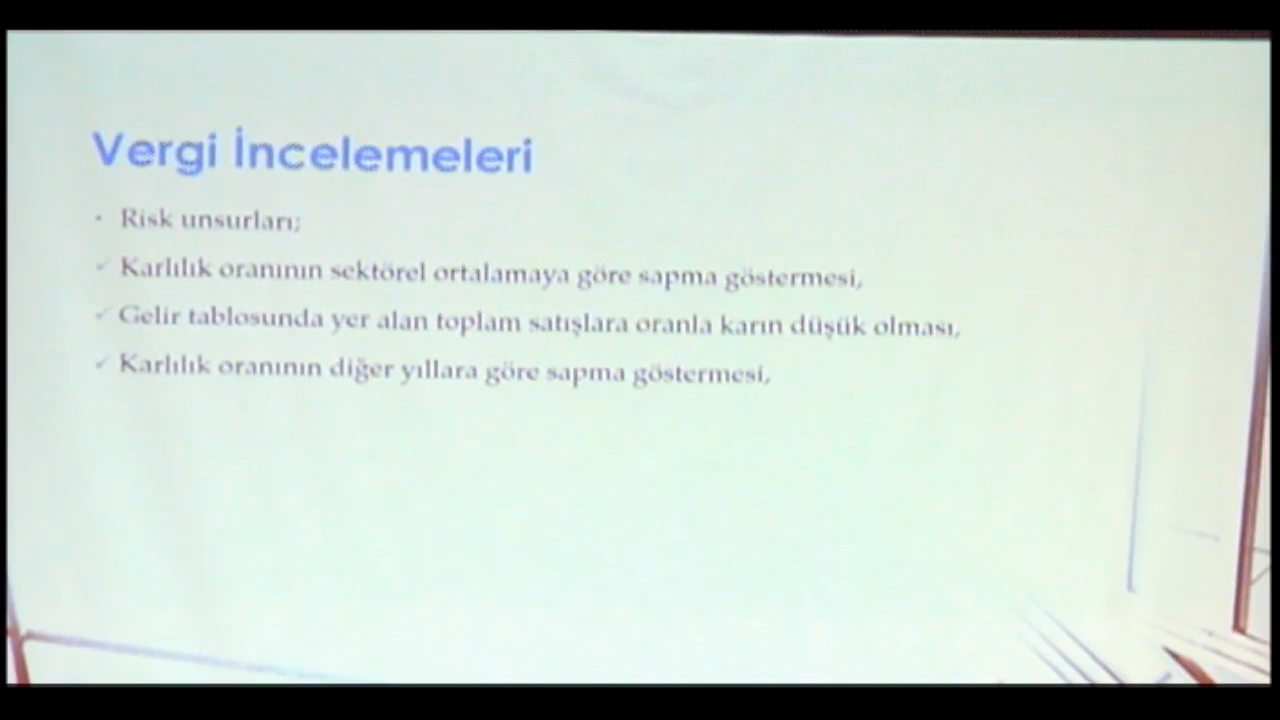 Vergi İncelemeleri
• Risk unsurları;
✓ Karlılık oranının sektörel ortalamaya göre sapma göstermesi,
✓ Gelir tablosunda yer alan toplam satışlara oranla karın düşük olması,
✓ Karlılık oranının diğer yıllara göre sapma göstermesi,